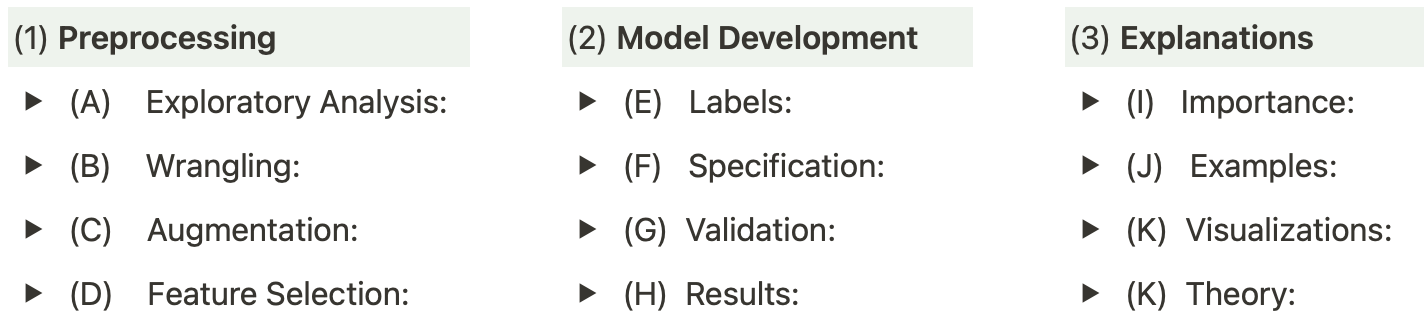 (1) Preprocessing
▶ (A) Exploratory Analysis:
▶ (B) Wrangling:
▶ (C) Augmentation:
▶ (D) Feature Selection:
(2) Model Development
▶ (E) Labels:
▶ (F) Specification:
▶ (G) Validation:
▶ (H) Results:
(3) Explanations
▶ (I) Importance:
▶ (J) Examples:
▶ (K) Visualizations:
▶ (K) Theory: